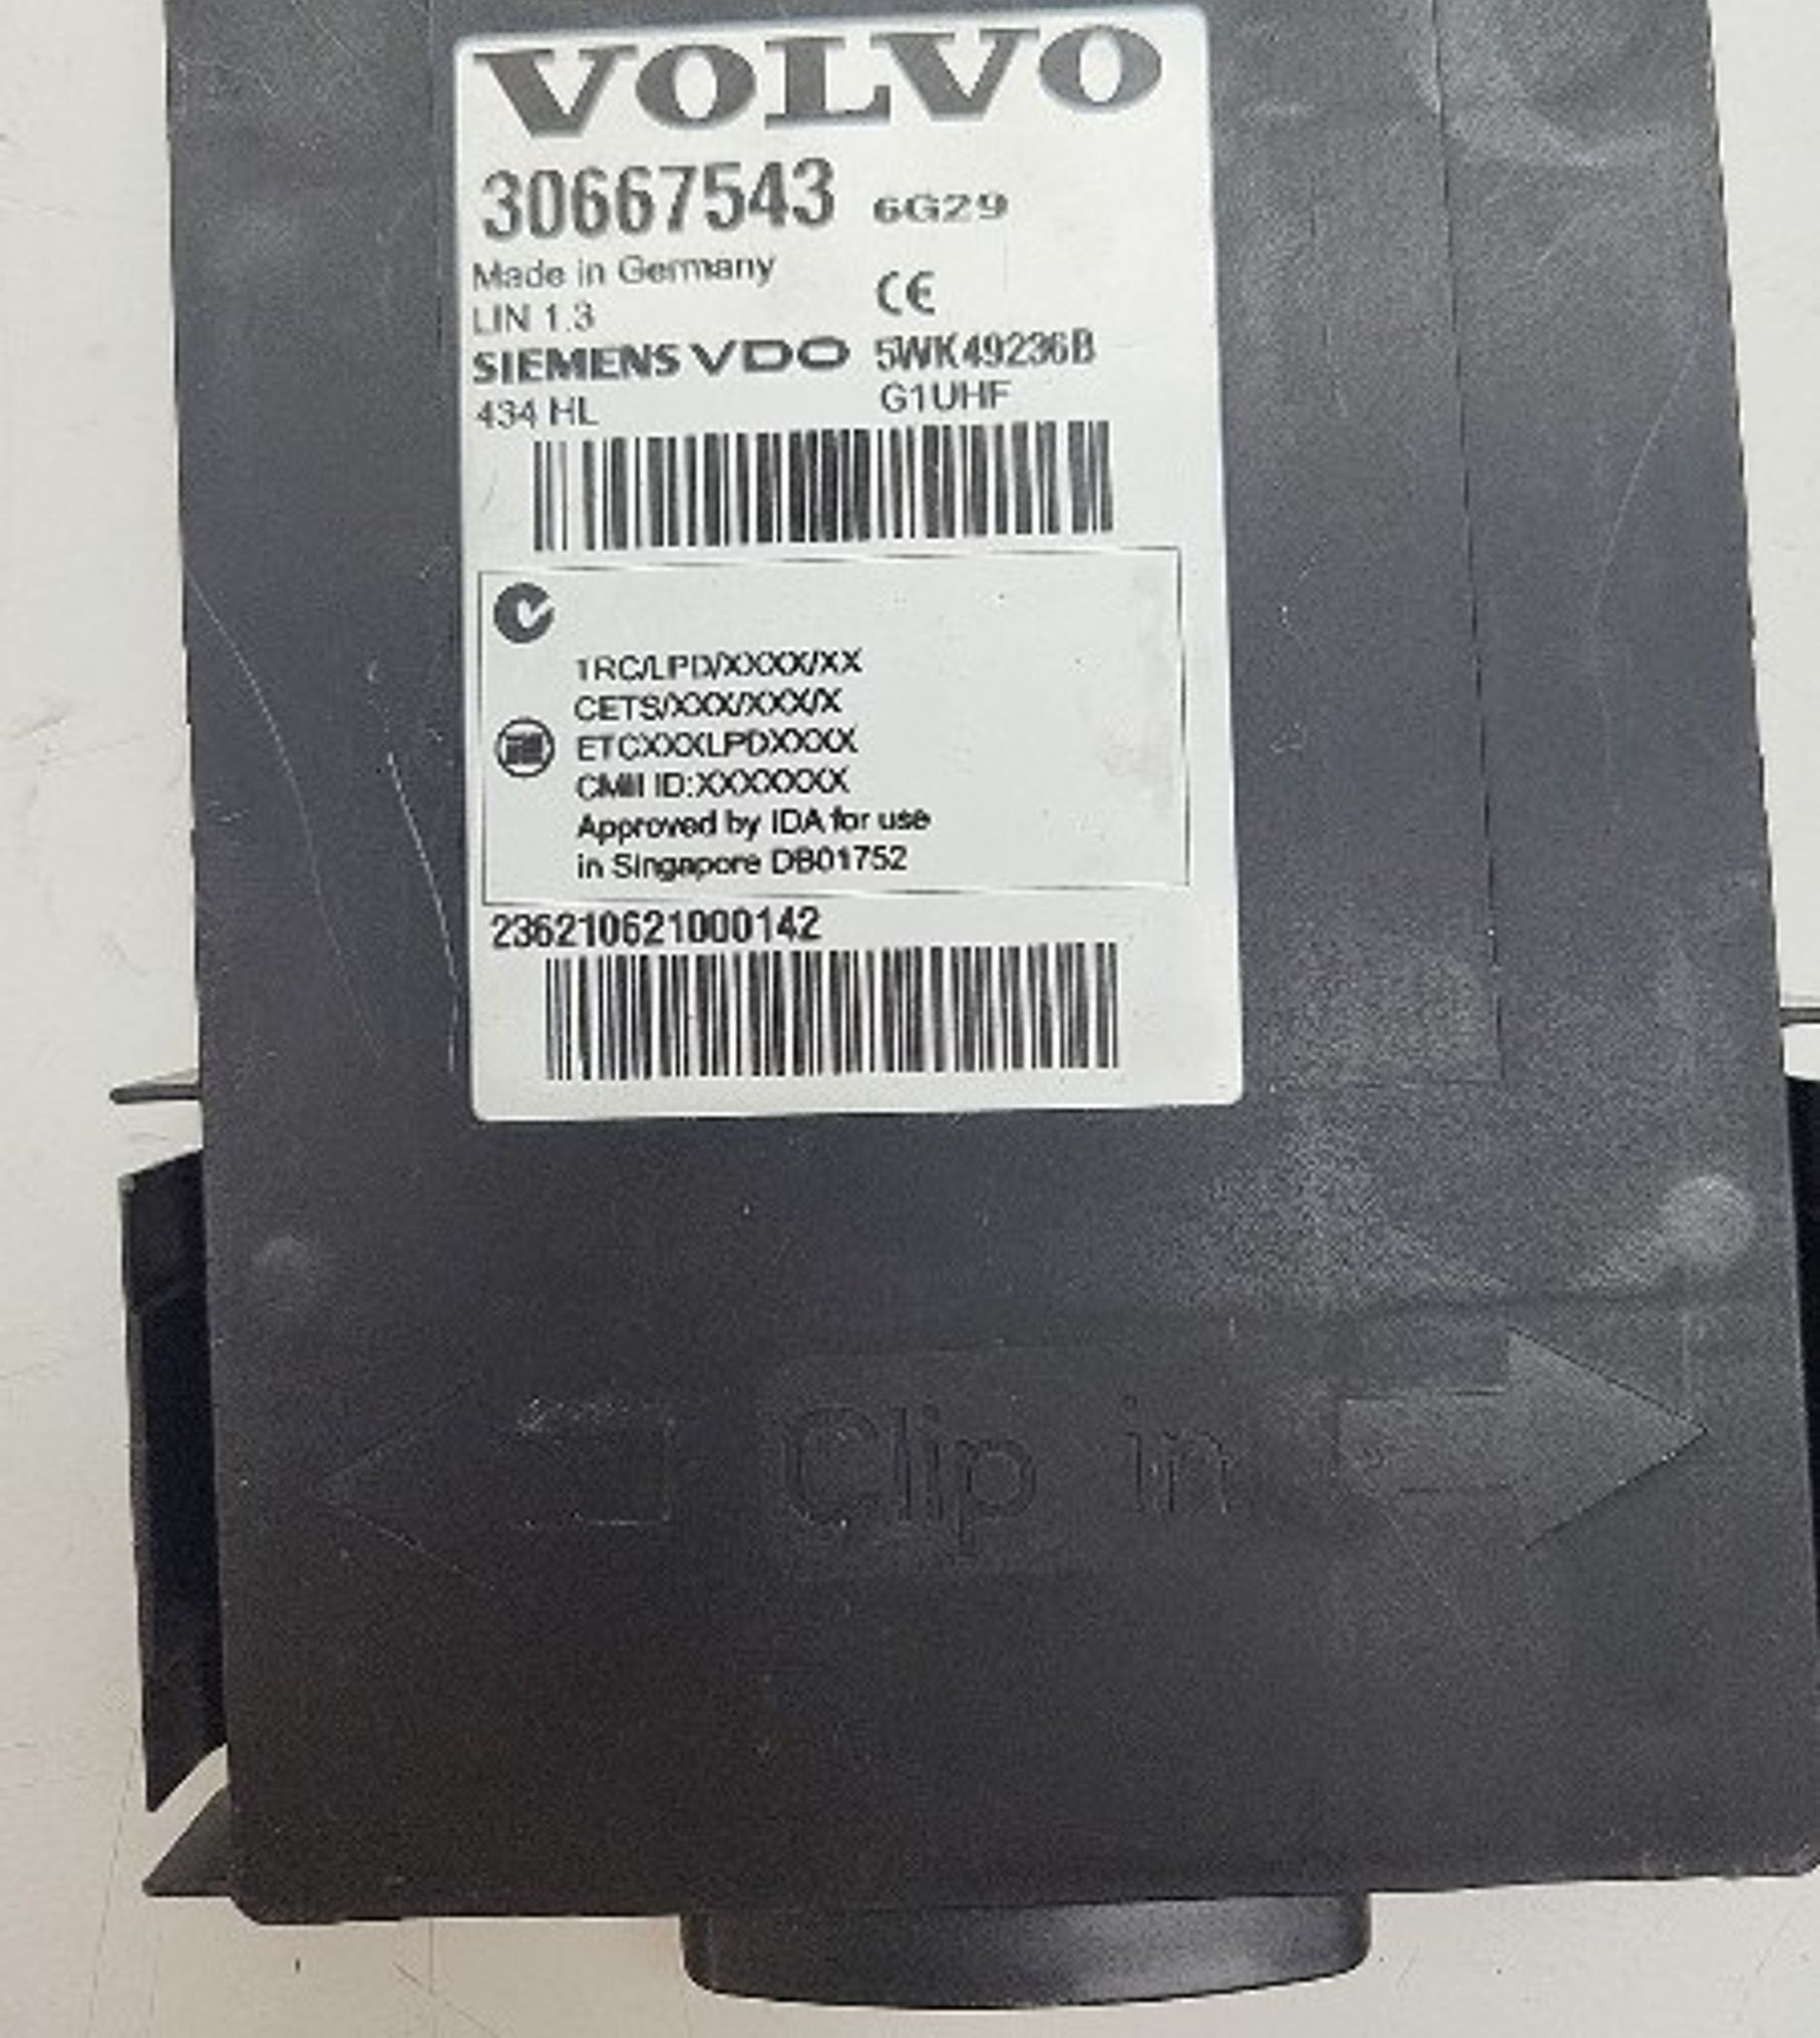 VOLVO
30667543 6G29
Made in Germany
CE
LIN 1.3
SIEMENS VDO 5WK49236B
434 HL G1UHF
TRC/LPD/XXXX/XX
CETS/XXX/XXX/X
ETCXXXLPDXXXX
CMII ID:XXXXXXX
Approved by IDA for use
in Singapore DB01752
236210621000142
Clip in